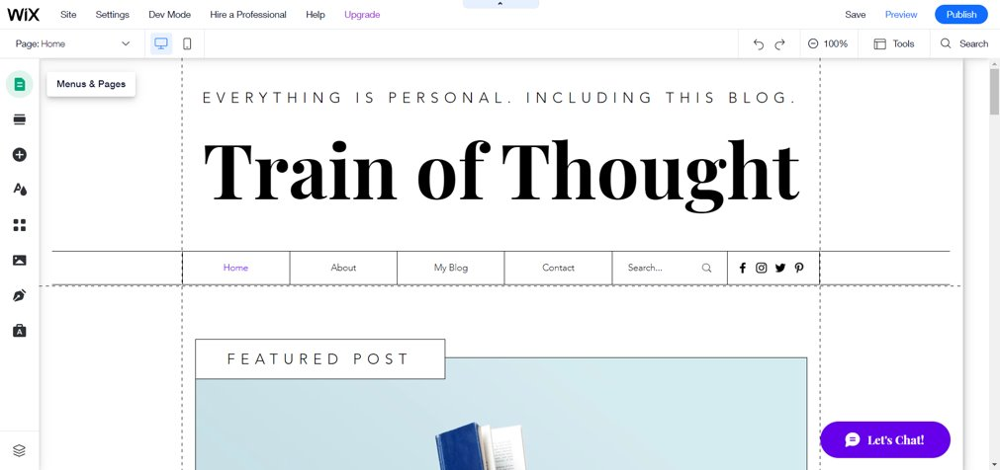 WiX Site Settings Dev Mode Hire a Professional Help Upgrade Save Preview Publish
Page: Home 100% Tools Search
Menus & Pages
EVERYTHING IS PERSONAL. INCLUDING THIS BLOG.
Train of Thought
Home About My Blog Contact Search...
FEATURED POST
Let's Chat!